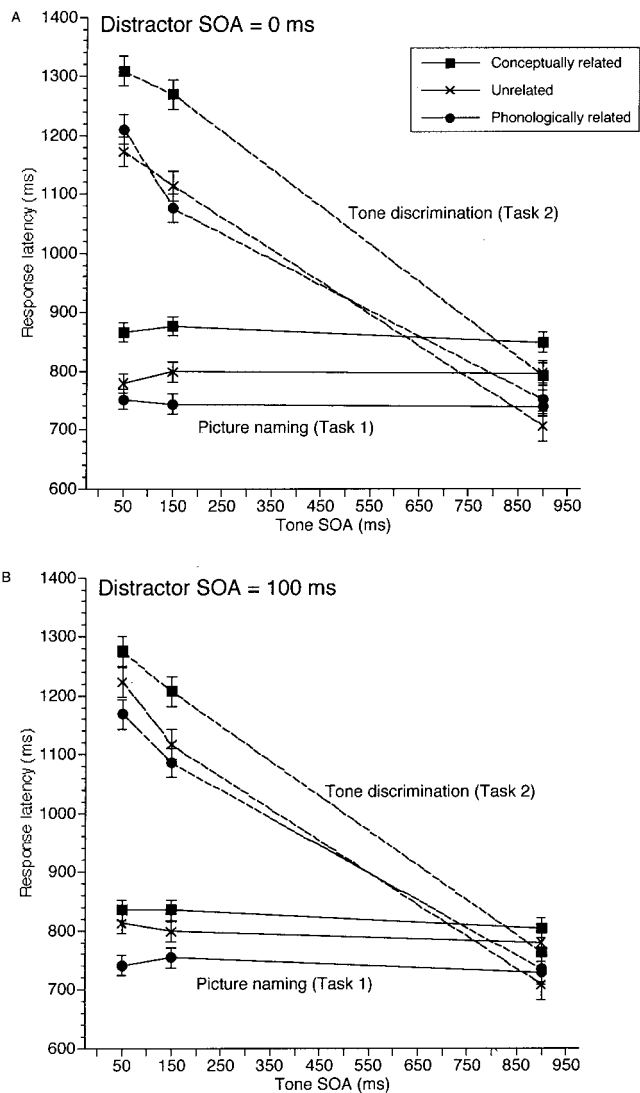 A
Distractor SOA = 0 ms
1400
1300
1200
1100
1000
900
800
700
600
Response latency (ms)
Conceptually related
Unrelated
Phonologically related
Tone discrimination (Task 2)
Picture naming (Task 1)
50 150 250 350 450 550 650 750 850 950
Tone SOA (ms)
B
Distractor SOA = 100 ms
1400
1300
1200
1100
1000
900
800
700
600
Response latency (ms)
Tone discrimination (Task 2)
Picture naming (Task 1)
50 150 250 350 450 550 650 750 850 950
Tone SOA (ms)